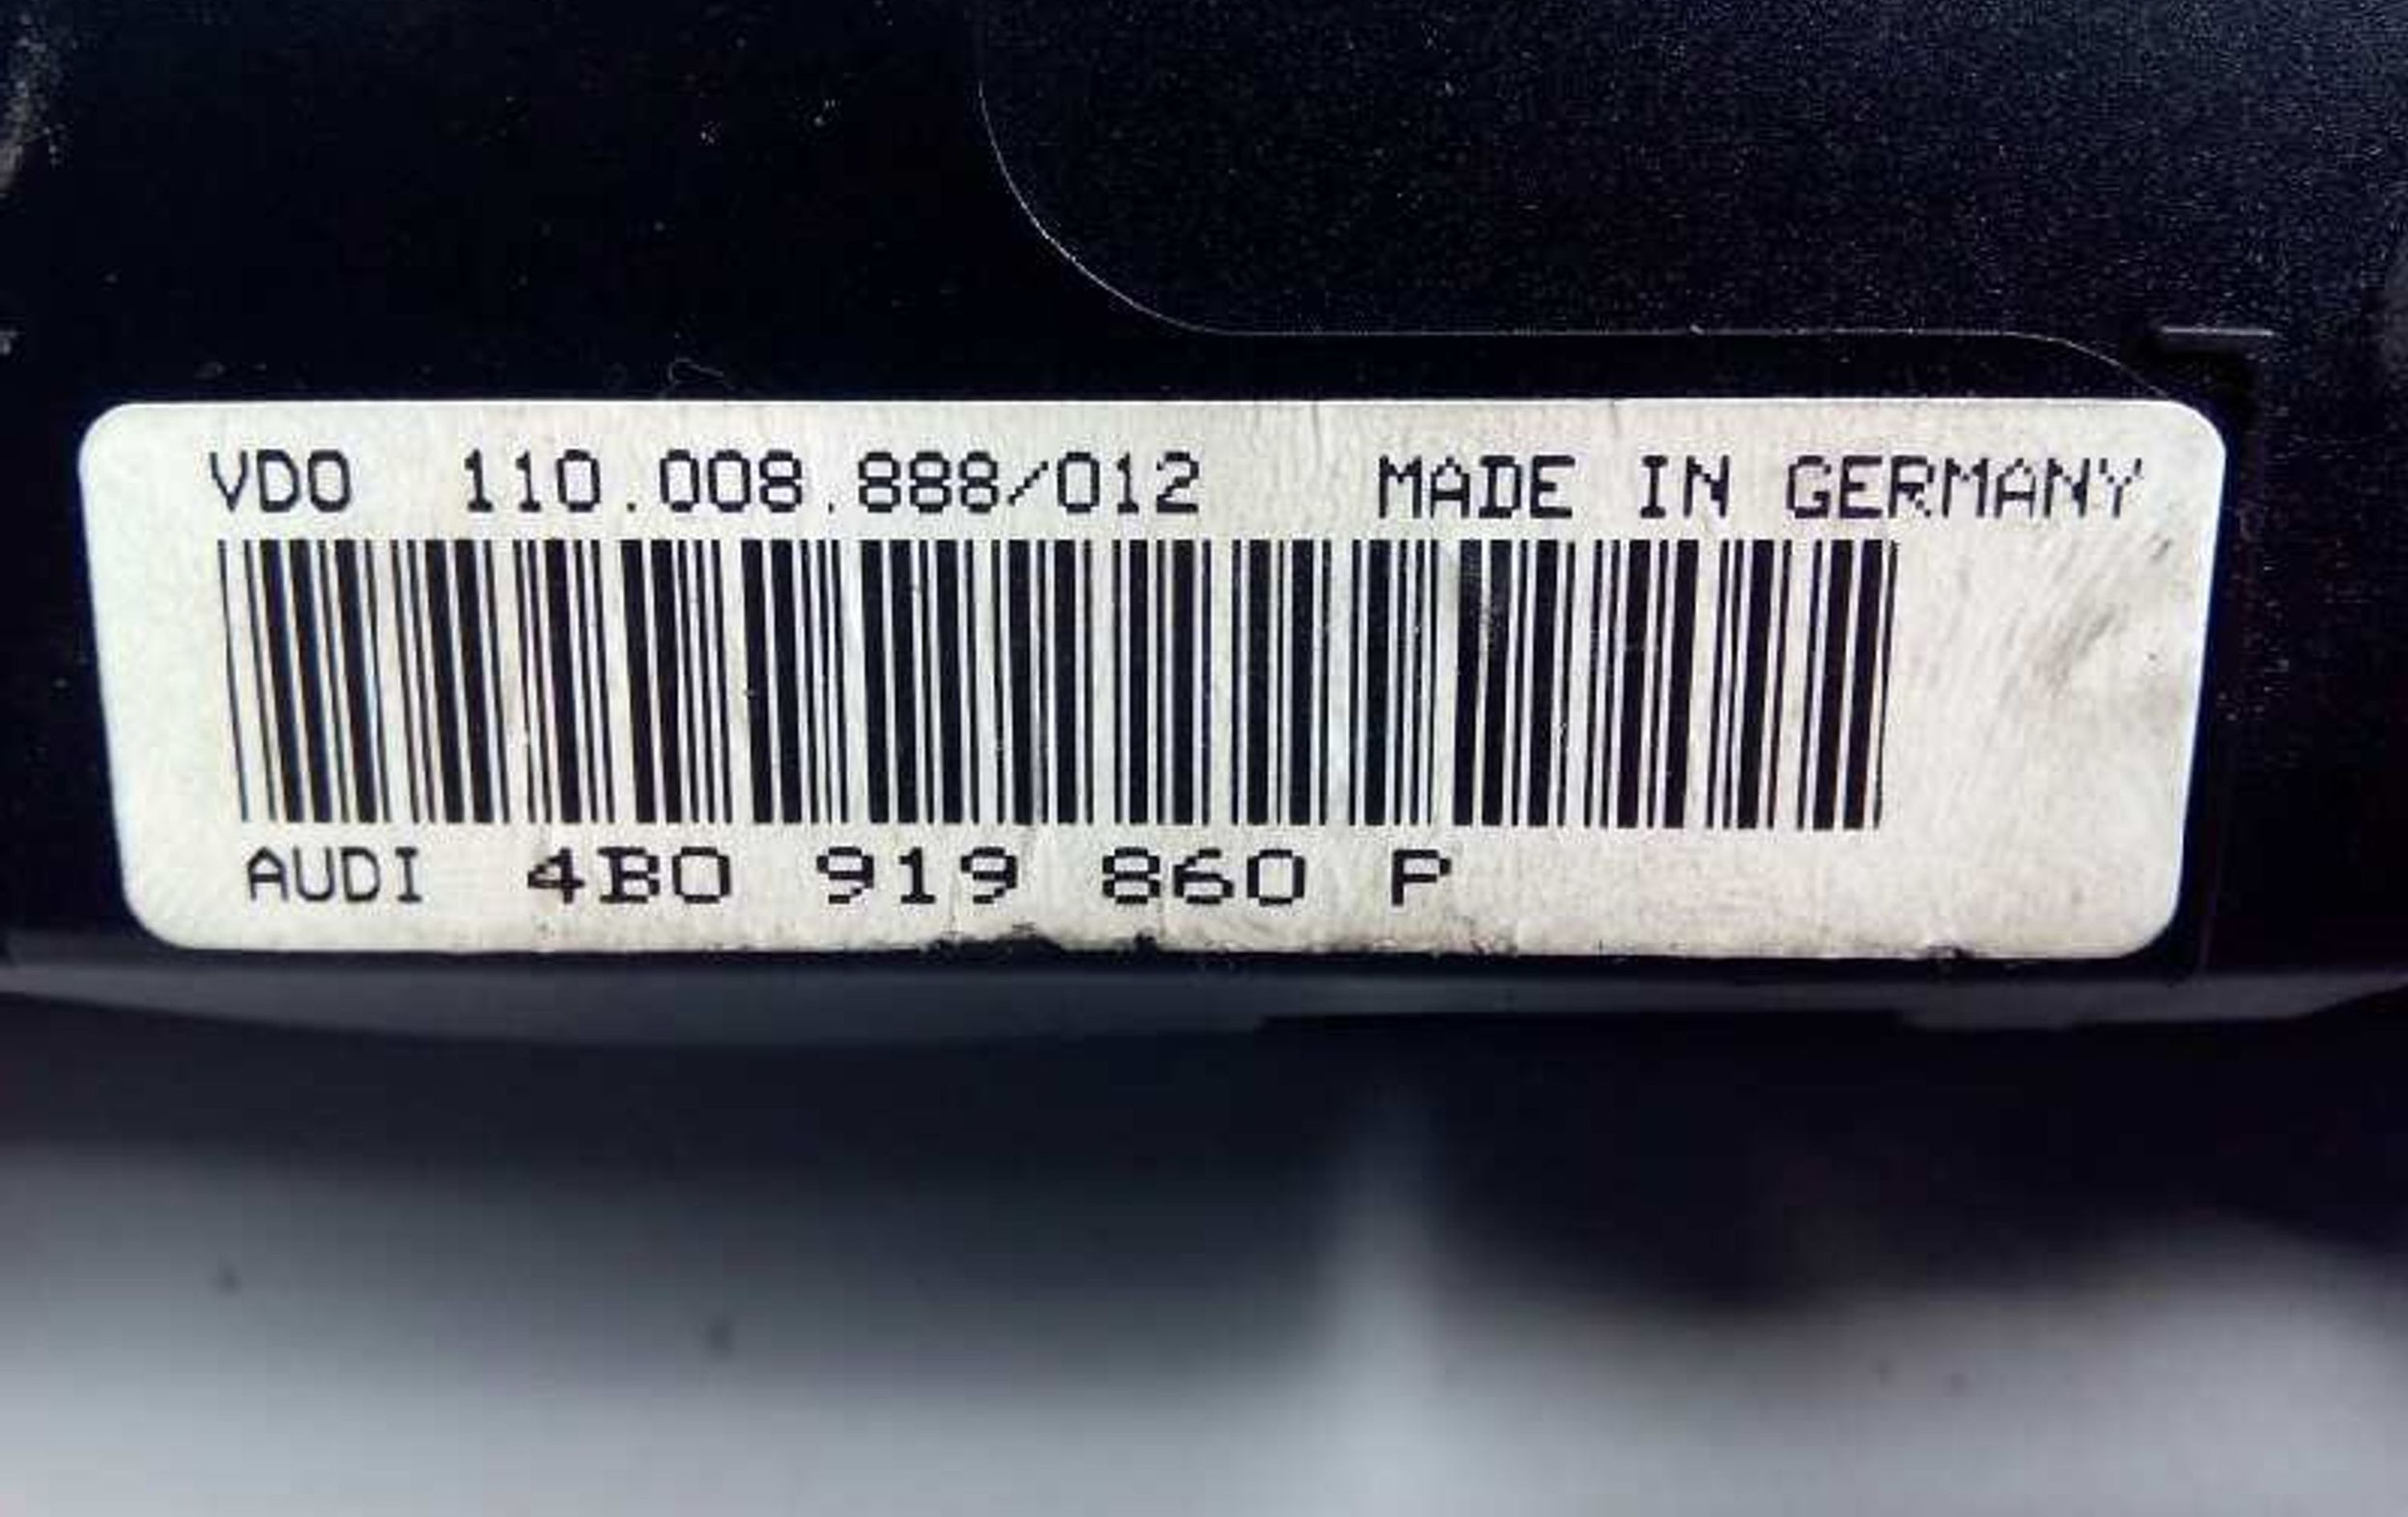 VDO 110.008.888/012 MADE IN GERMANY
AUDI 4B0 919 860 P